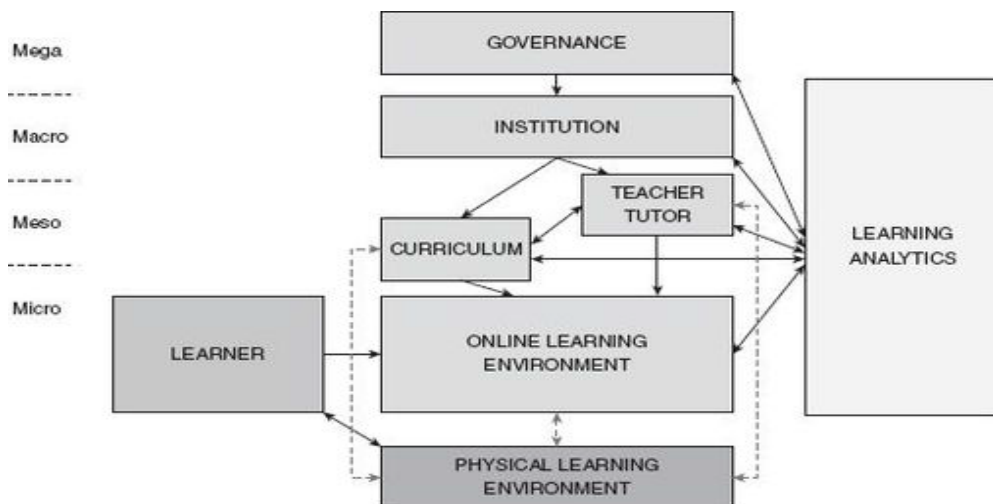 Mega
GOVERNANCE
Macro
INSTITUTION
Meso
TEACHER
TUTOR
CURRICULUM
LEARNING
ANALYTICS
Micro
LEARNER
ONLINE LEARNING
ENVIRONMENT
PHYSICAL LEARNING
ENVIRONMENT